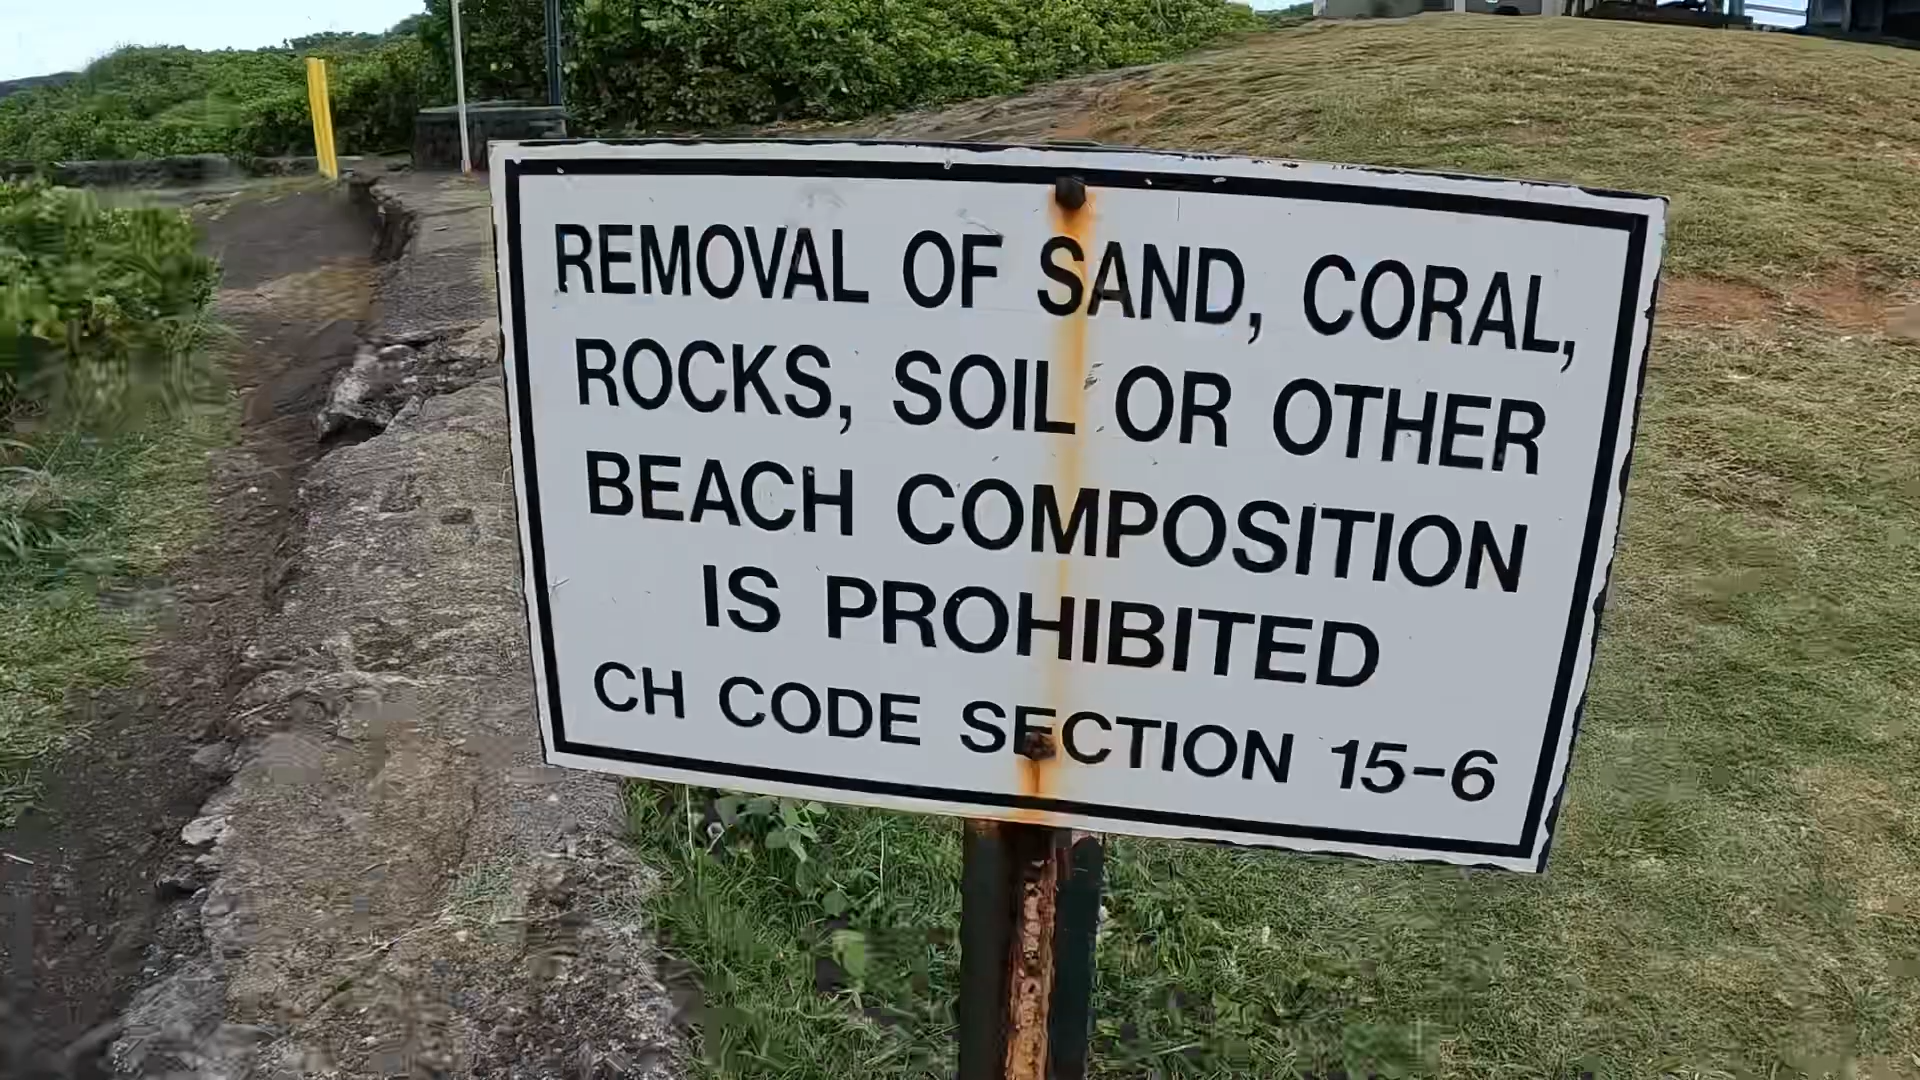 REMOVAL OF SAND, CORAL,
ROCKS, SOIL OR OTHER
BEACH COMPOSITION
IS PROHIBITED
CH CODE SECTION 15-6